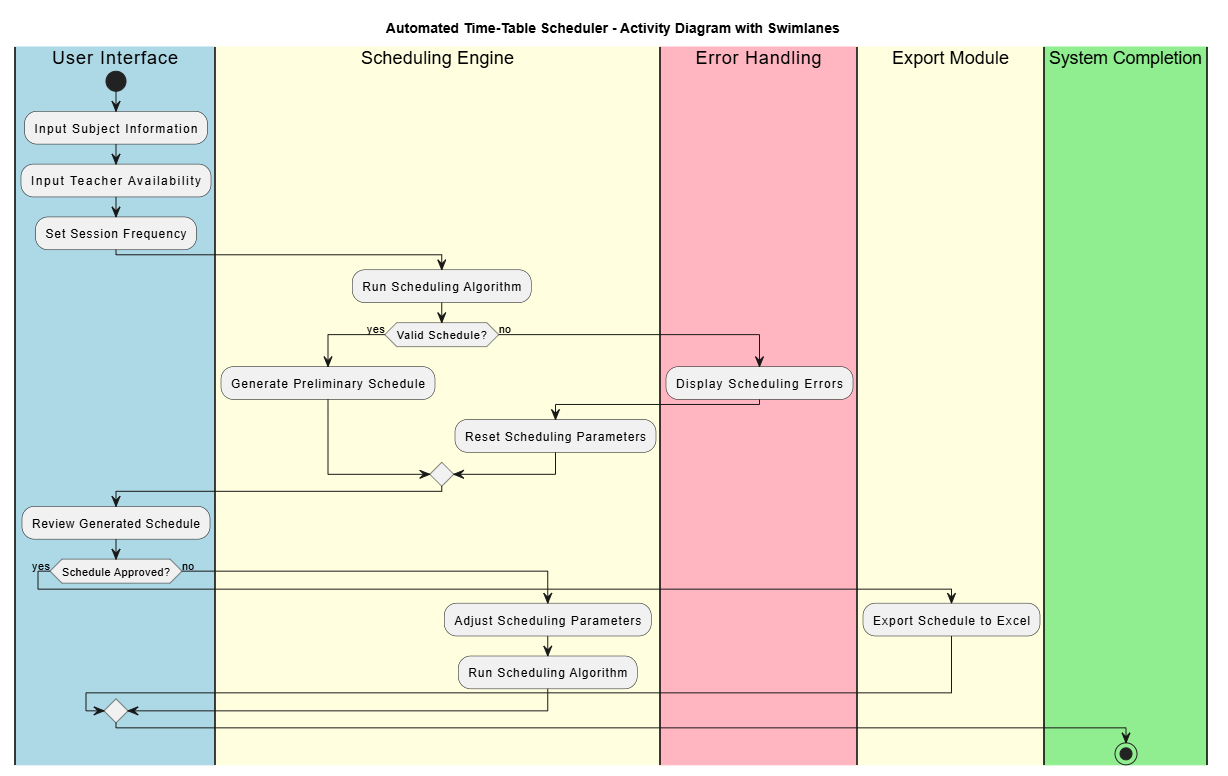 Automated Time-Table Scheduler - Activity Diagram with Swimlanes
User Interface
Scheduling Engine
Error Handling
Export Module
System Completion
Input Subject Information
Input Teacher Availability
Set Session Frequency
Run Scheduling Algorithm
yes
Valid Schedule?
no
Generate Preliminary Schedule
Display Scheduling Errors
Reset Scheduling Parameters
Review Generated Schedule
yes
Schedule Approved?
no
Adjust Scheduling Parameters
Export Schedule to Excel
Run Scheduling Algorithm